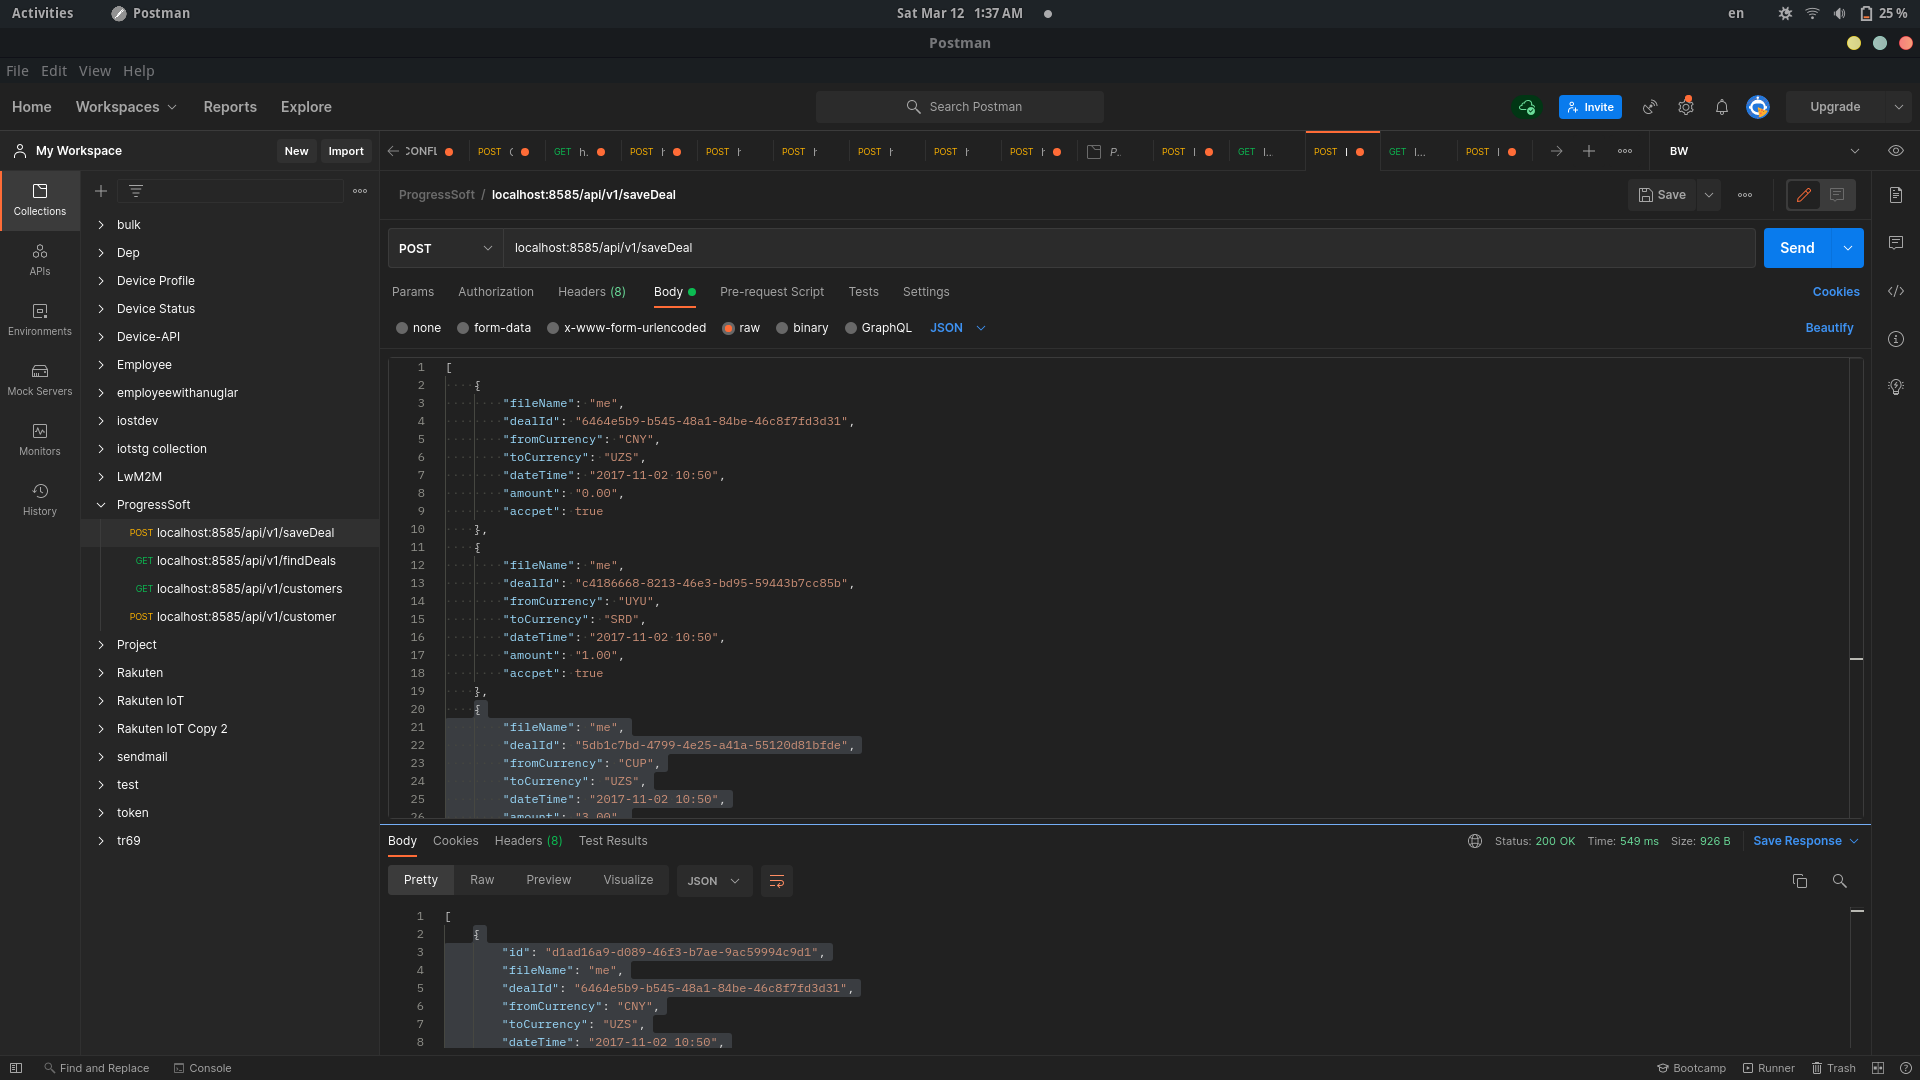 Activities Postman Sat Mar 12 1:37 AM en 25 %
Postman
File Edit View Help
Home Workspaces Reports Explore Search Postman Invite Upgrade
My Workspace New Import
CONFL POST GET h. POST POST POST POST POST POST P.. POST GET l... POST GET l... POST BW
Collections
APIs
Environments
Mock Servers
Monitors
History
bulk
Dep
Device Profile
Device Status
Device-API
Employee
employeewithanuglar
iostdev
iotstg collection
LwM2M
ProgressSoft
POST localhost:8585/api/v1/saveDeal
GET localhost:8585/api/v1/findDeals
GET localhost:8585/api/v1/customers
POST localhost:8585/api/v1/customer
Project
Rakuten
Rakuten IoT
Rakuten IoT Copy 2
sendmail
test
token
tr69
ProgressSoft / localhost:8585/api/v1/saveDeal Save
POST localhost:8585/api/v1/saveDeal Send
Params Authorization Headers (8) Body Pre-request Script Tests Settings Cookies
none form-data x-www-form-urlencoded raw binary GraphQL JSON Beautify
1 [
2 {
3 "fileName": "me",
4 "dealId": "6464e5b9-b545-48a1-84be-46c8f7fd3d31",
5 "fromCurrency": "CNY",
6 "toCurrency": "UZS",
7 "dateTime": "2017-11-02 10:50",
8 "amount": "0.00",
9 "accpet": true
10 },
11 {
12 "fileName": "me",
13 "dealId": "c4186668-8213-46e3-bd95-59443b7cc85b",
14 "fromCurrency": "UYU",
15 "toCurrency": "SRD",
16 "dateTime": "2017-11-02 10:50",
17 "amount": "1.00",
18 "accpet": true
19 },
20 {
21 "fileName": "me",
22 "dealId": "5db1c7bd-4799-4e25-a41a-55120d81bfde",
23 "fromCurrency": "CUP",
24 "toCurrency": "UZS",
25 "dateTime": "2017-11-02 10:50",
26 "amount": "3.00",
Body Cookies Headers (8) Test Results Status: 200 OK Time: 549 ms Size: 926 B Save Response
Pretty Raw Preview Visualize JSON
1 [
2 {
3 "id": "d1ad16a9-d089-46f3-b7ae-9ac59994c9d1",
4 "fileName": "me",
5 "dealId": "6464e5b9-b545-48a1-84be-46c8f7fd3d31",
6 "fromCurrency": "CNY",
7 "toCurrency": "UZS",
8 "dateTime": "2017-11-02 10:50",
Find and Replace Console Bootcamp Runner Trash